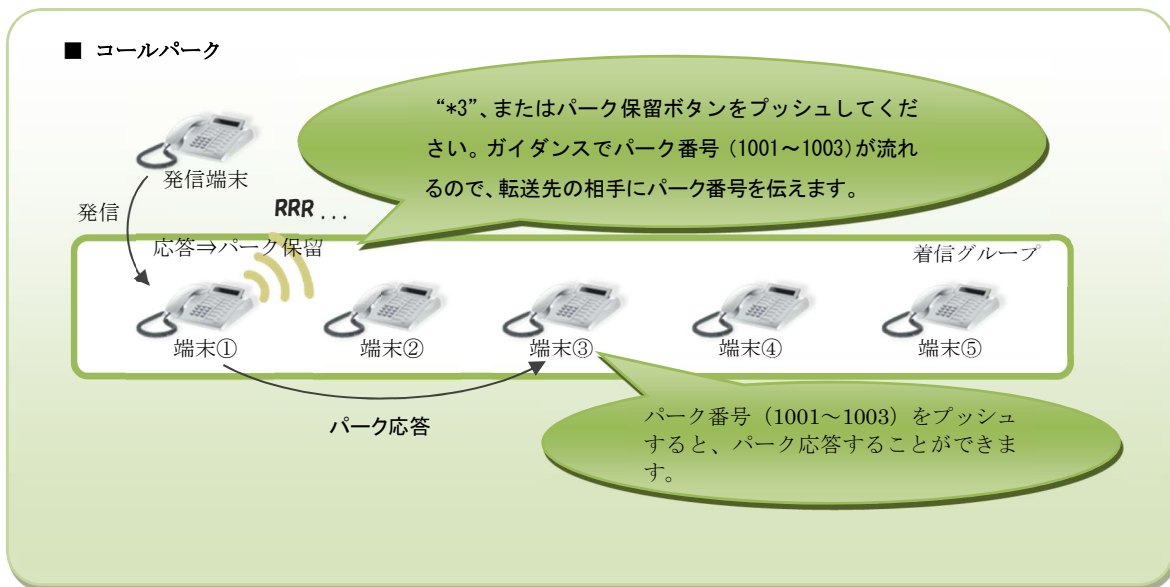 ■ コールパーク
“*3”、またはパーク保留ボタンをプッシュしてくだ
さい。ガイダンスでパーク番号（1001～1003）が流れ
るので、転送先の相手にパーク番号を伝えます。
発信端末
発信
RRR...
応答⇒パーク保留
着信グループ
端末①
端末②
端末③
端末④
端末⑤
パーク応答
パーク番号（1001～1003）をプッシュ
すると、パーク応答することができま
す。